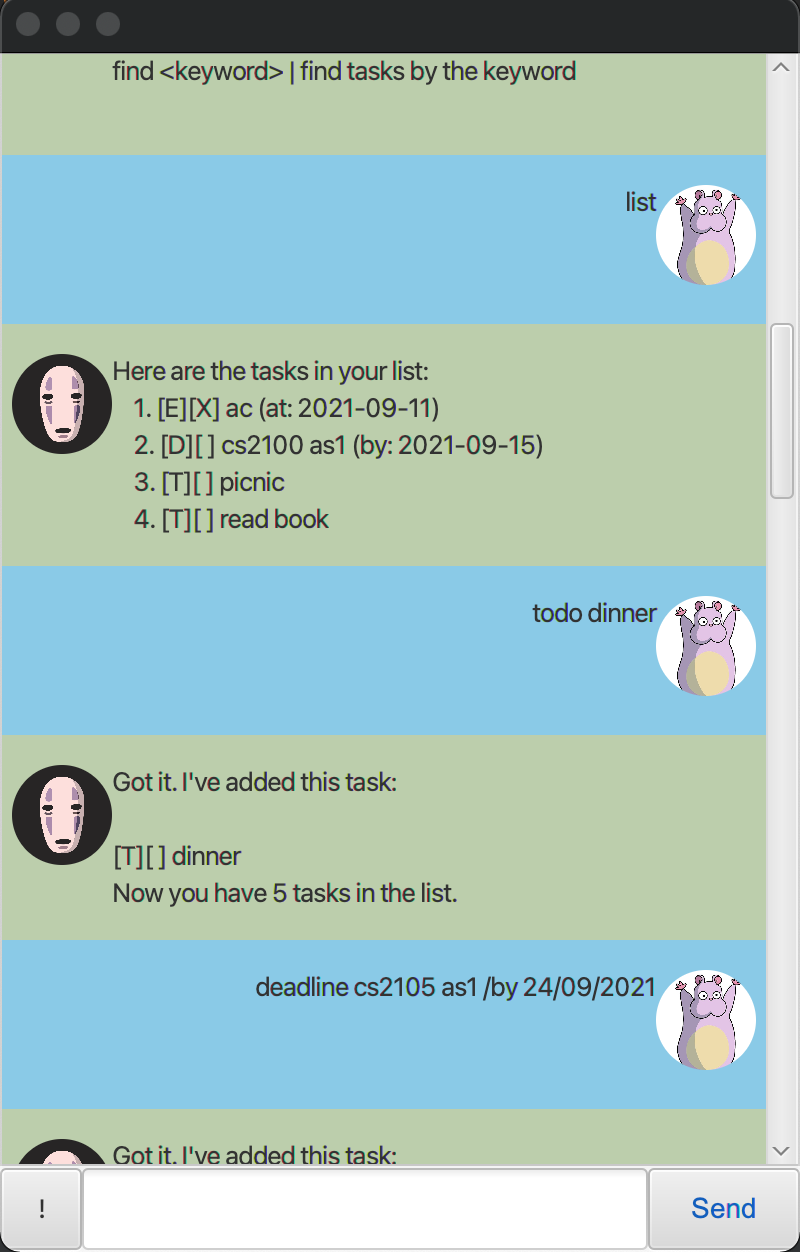 find <keyword> | find tasks by the keyword
list
Here are the tasks in your list:
1. [E][X] ac (at: 2021-09-11)
2. [D][ ] cs2100 as1 (by: 2021-09-15)
3. [T][ ] picnic
4. [T][ ] read book
todo dinner
Got it. I've added this task:
[T][ ] dinner
Now you have 5 tasks in the list.
deadline cs2105 as1 /by 24/09/2021
Got it. I've added this task:
!
Send